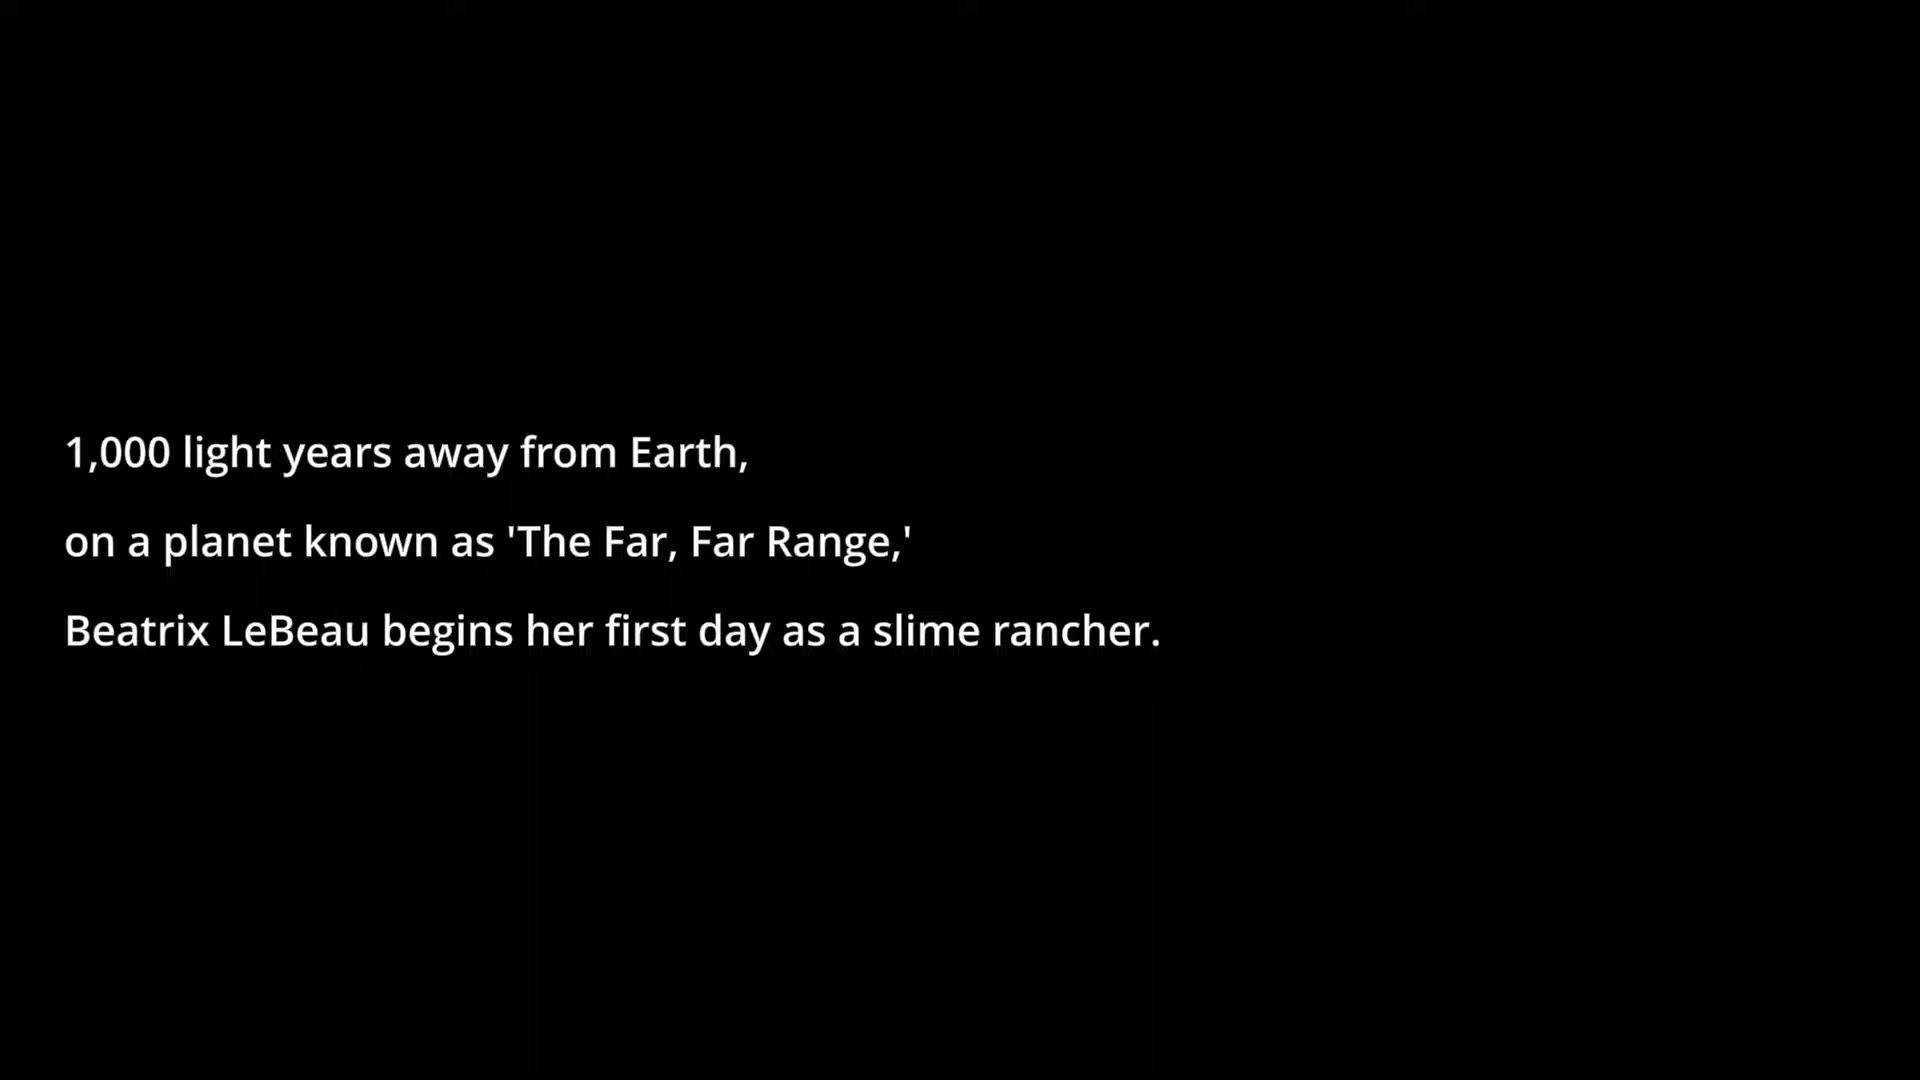 1,000 light years away from Earth,
on a planet known as 'The Far, Far Range,'
Beatrix LeBeau begins her first day as a slime rancher.